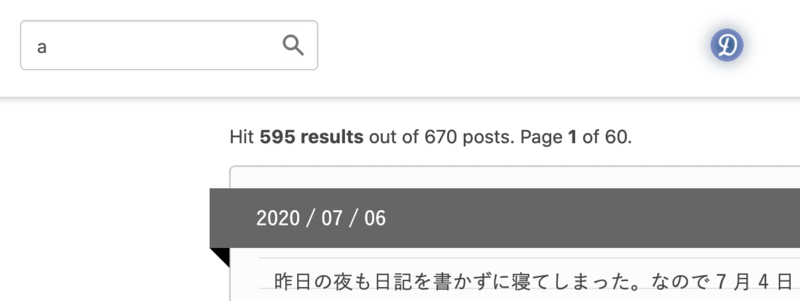 a
D
Hit 595 results out of 670 posts. Page 1 of 60.
2020 / 07 / 06
昨日の夜も日記を書かずに寝てしまった。なので 7 月 4 日